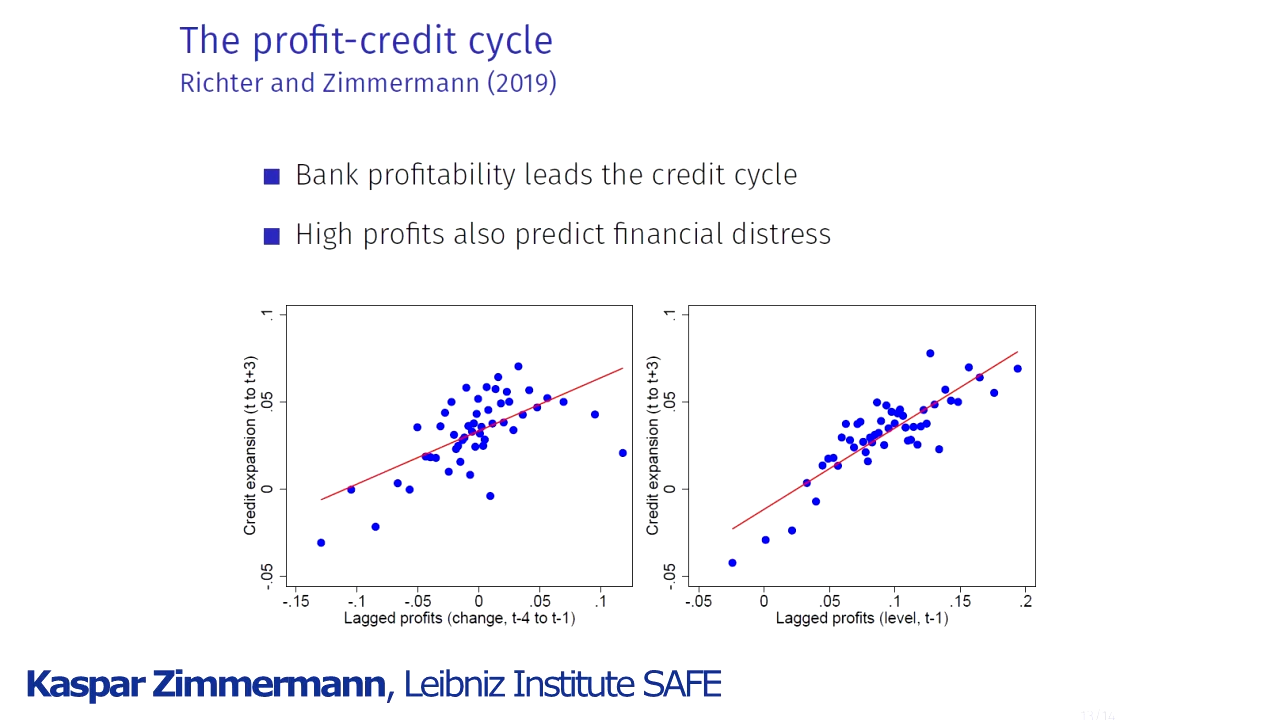 The profit-credit cycle
Richter and Zimmermann (2019)
Bank profitability leads the credit cycle
High profits also predict financial distress
Credit expansion (t to t+3)
.1
.05
0
-.05
-.15 -.1 -.05 0 .05 .1
Lagged profits (change, t-4 to t-1)
Credit expansion (t to t+3)
.1
.05
0
-.05
-.05 0 .05 .1 .15 .2
Lagged profits (level, t-1)
Kaspar Zimmermann, Leibniz Institute SAFE
13/14